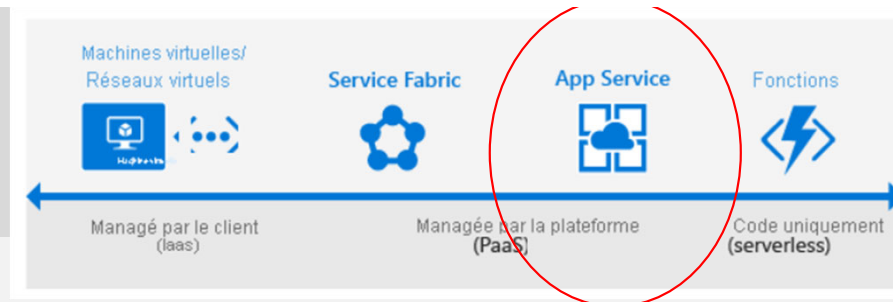 Machines virtuelles/
Réseaux virtuels
Service Fabric
App Service
Fonctions
Managé par le client
(Iaas)
Managée par la plateforme
(PaaS)
Code uniquement
(serverless)